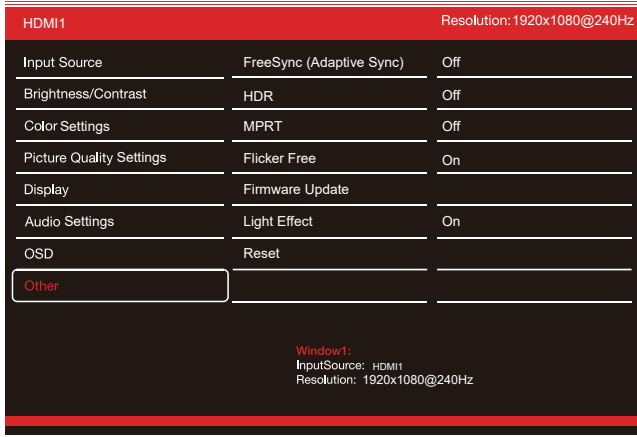 HDMI1 Resolution:1920x1080@240Hz
Input Source FreeSync (Adaptive Sync) Off
Brightness/Contrast HDR Off
Color Settings MPRT Off
Picture Quality Settings Flicker Free On
Display Firmware Update
Audio Settings Light Effect On
OSD Reset
Other
Window1:
InputSource: HDMI1
Resolution: 1920x1080@240Hz